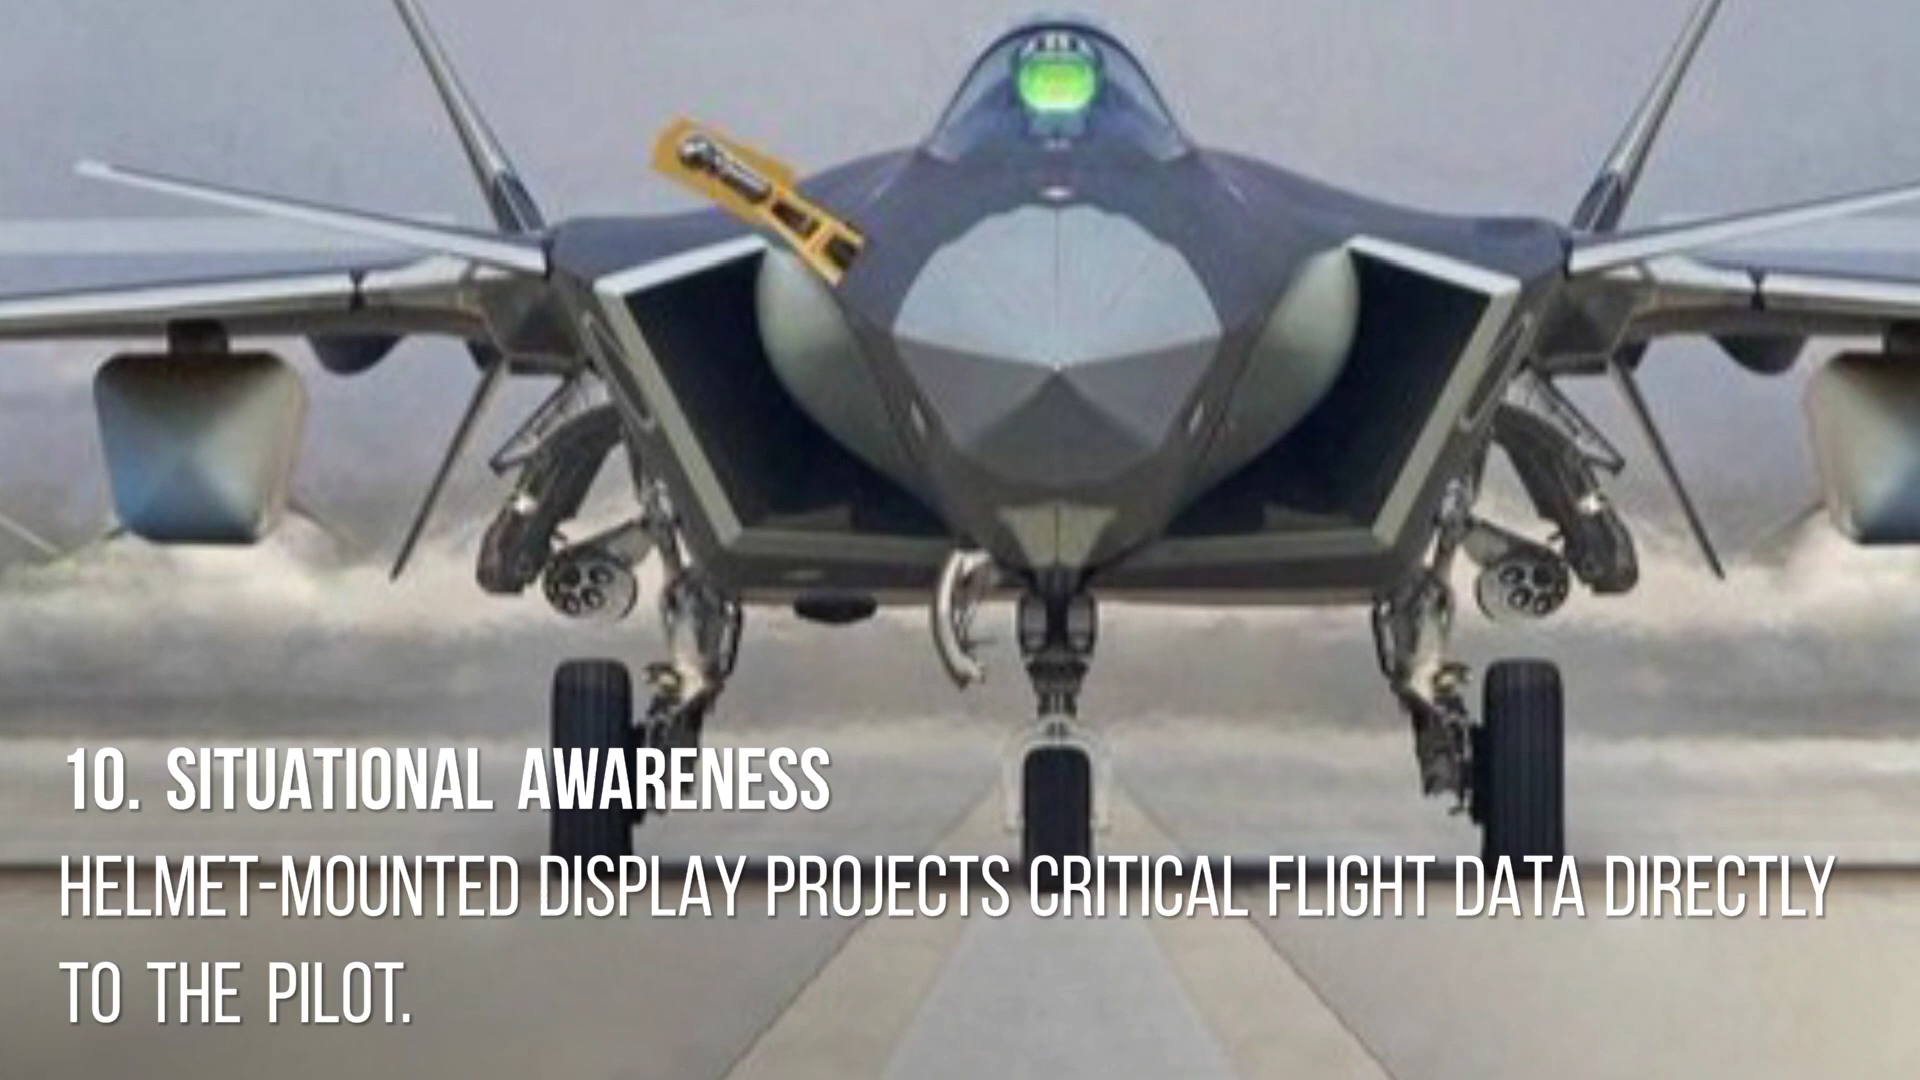 10. SITUATIONAL AWARENESS
HELMET-MOUNTED DISPLAY PROJECTS CRITICAL FLIGHT DATA DIRECTLY
TO THE PILOT.